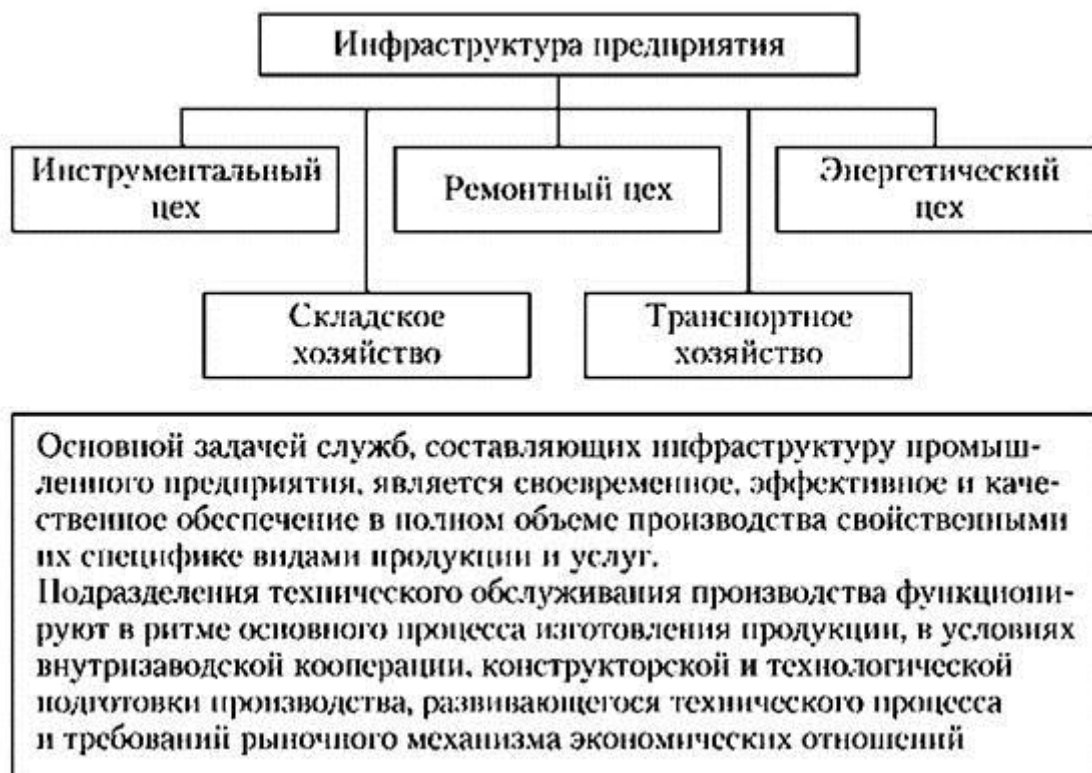 Инфраструктура предприятия
Инструментальный
цех
Ремонтный цех
Энергетический
цех
Складское
хозяйство
Транспортное
хозяйство
Основной задачей служб, составляющих инфраструктуру промыш-
ленного предприятия, является своевременное, эффективное и каче-
ственное обеспечение в полном объеме производства свойственными
их специфике видами продукции и услуг.
Подразделения технического обслуживания производства функциони-
руют в ритме основного процесса изготовления продукции, в условиях
внутризаводской кооперации, конструкторской и технологической
подготовки производства, развивающегося технического процесса
и требований рыночного механизма экономических отношений